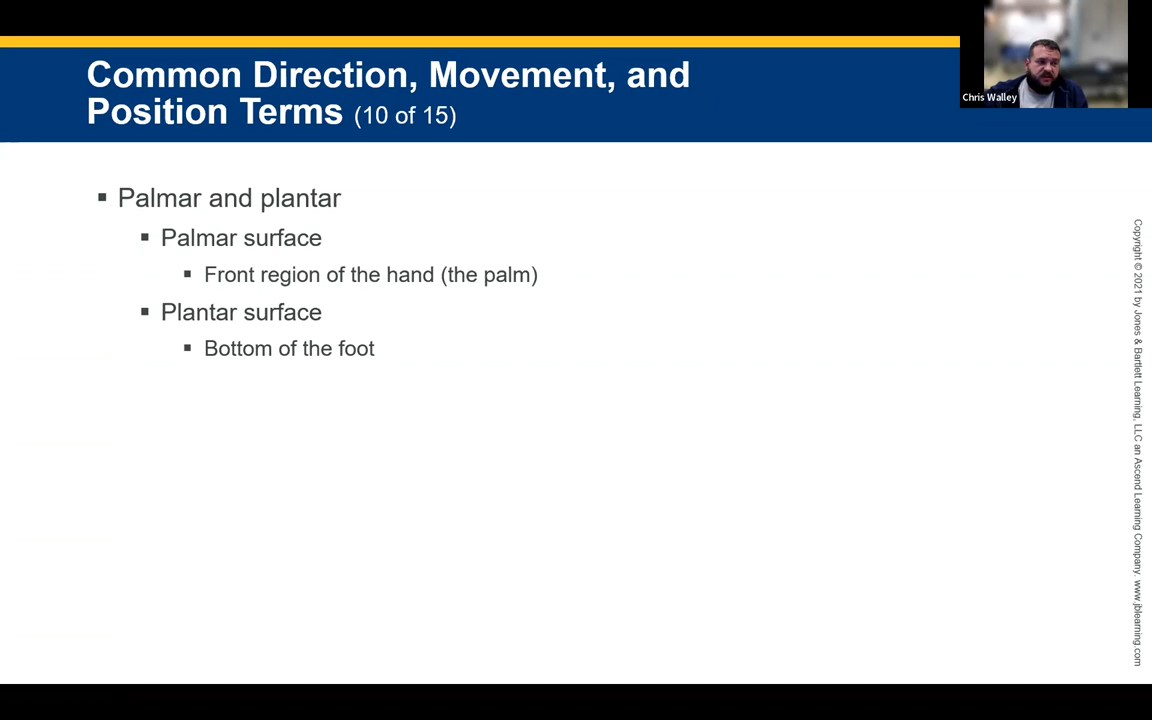 Common Direction, Movement, and
Position Terms (10 of 15)
Chris Walley
▪ Palmar and plantar
▪ Palmar surface
▪ Front region of the hand (the palm)
▪ Plantar surface
▪ Bottom of the foot
Copyright © 2021 by Jones & Bartlett Learning, LLC an Ascend Learning Company. www.jblearning.com